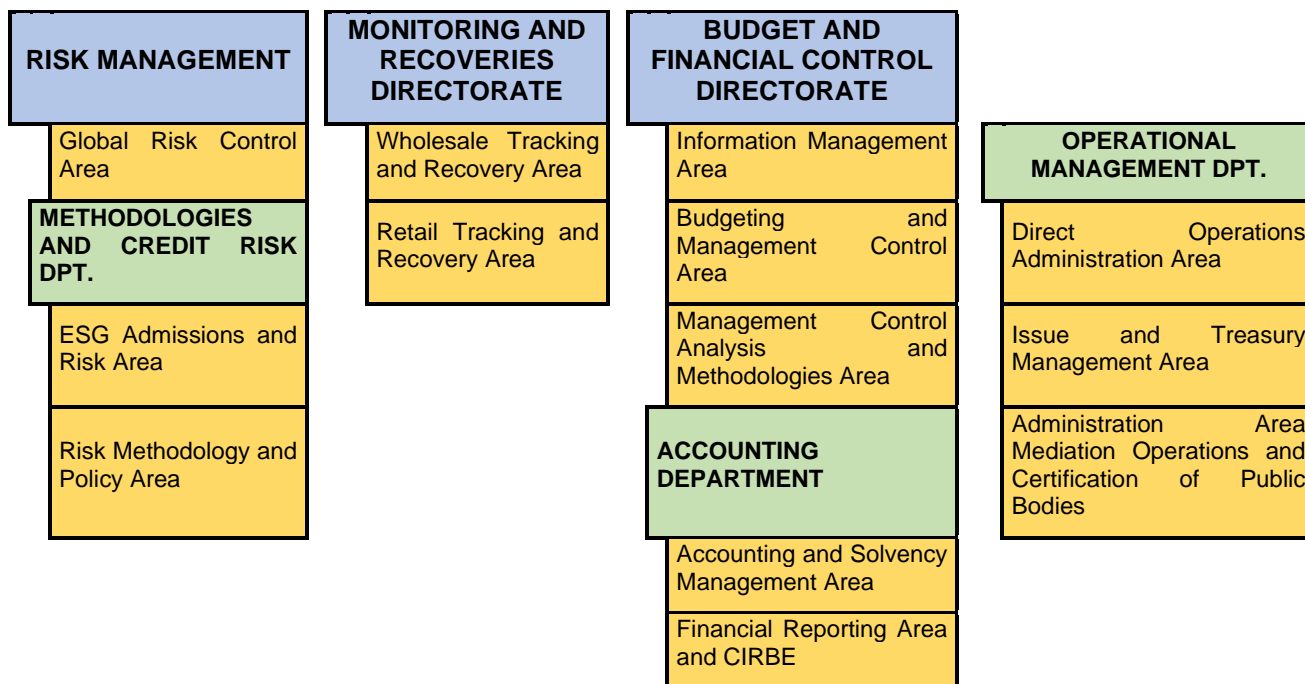 RISK MANAGEMENT
Global Risk Control
Area
METHODOLOGIES
AND CREDIT RISK
DPT.
ESG Admissions and
Risk Area
Risk Methodology and
Policy Area
MONITORING AND
RECOVERIES
DIRECTORATE
Wholesale Tracking
and Recovery Area
Retail Tracking and
Recovery Area
BUDGET AND
FINANCIAL CONTROL
DIRECTORATE
Information Management
Area
Budgeting and
Management Control
Area
Management Control
Analysis and
Methodologies Area
ACCOUNTING
DEPARTMENT
Accounting and Solvency
Management Area
Financial Reporting Area
and CIRBE
OPERATIONAL
MANAGEMENT DPT.
Direct Operations
Administration Area
Issue and Treasury
Management Area
Administration Area
Mediation Operations and
Certification of Public
Bodies